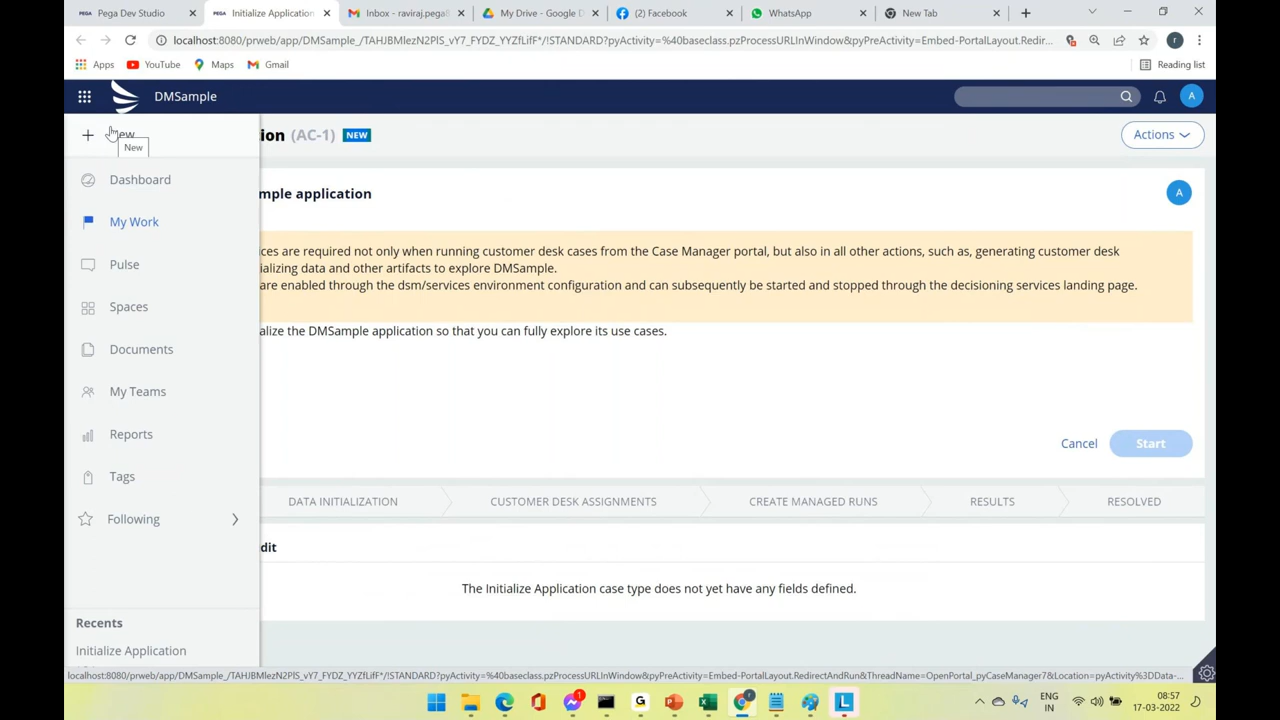 PEGA Pega Dev Studio
PEGA Initialize Application
Inbox - raviraj.pega8
My Drive - Google D
(2) Facebook
WhatsApp
New Tab
localhost:8080/prweb/app/DMSample_/TAHJBMlezN2PlS_vY7_FYDZ_YYZfLifF*/!STANDARD?pyActivity=%40baseclass.pzProcessURLInWindow&pyPreActivity=Embed-PortalLayout.Redir...
r
Apps YouTube Maps Gmail
Reading list
DMSample
A
New
ion (AC-1) NEW
Actions
New
Dashboard
mple application
A
My Work
ices are required not only when running customer desk cases from the Case Manager portal, but also in all other actions, such as, generating customer desk
Pulse
ializing data and other artifacts to explore DMSample.
are enabled through the dsm/services environment configuration and can subsequently be started and stopped through the decisioning services landing page.
Spaces
alize the DMSample application so that you can fully explore its use cases.
Documents
My Teams
Reports
Cancel
Start
Tags
DATA INITIALIZATION
CUSTOMER DESK ASSIGNMENTS
CREATE MANAGED RUNS
RESULTS
RESOLVED
Following
dit
The Initialize Application case type does not yet have any fields defined.
Recents
Initialize Application
localhost:8080/prweb/app/DMSample_/TAHJBMlezN2PlS_vY7_FYDZ_YYZfLifF*/!STANDARD?pyActivity=Embed-PortalLayout.RedirectAndRun&ThreadName=OpenPortal_pyCaseManager7&Location=pyActivity%3DData-...
1
G
L
ENG
IN
08:57
17-03-2022